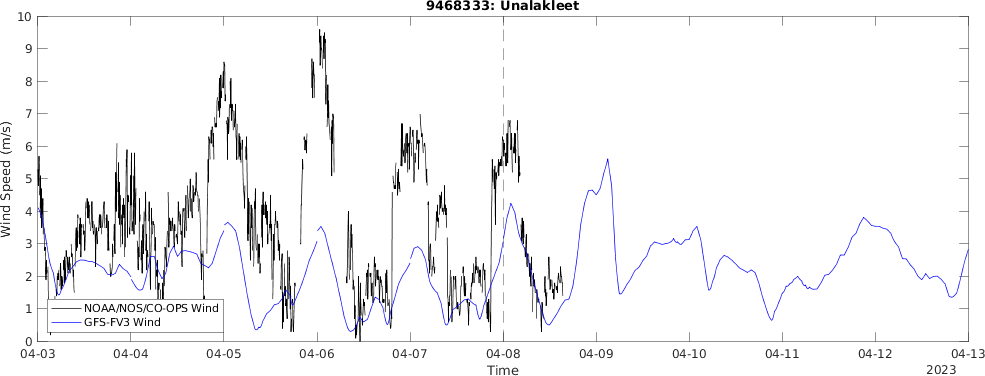 9468333: Unalakleet
10
9
8
7
6
5
4
3
2
1
0
Wind Speed (m/s)
NOAA/NOS/CO-OPS Wind
GFS-FV3 Wind
04-03 04-04 04-05 04-06 04-07 04-08 04-09 04-10 04-11 04-12 04-13
Time
2023